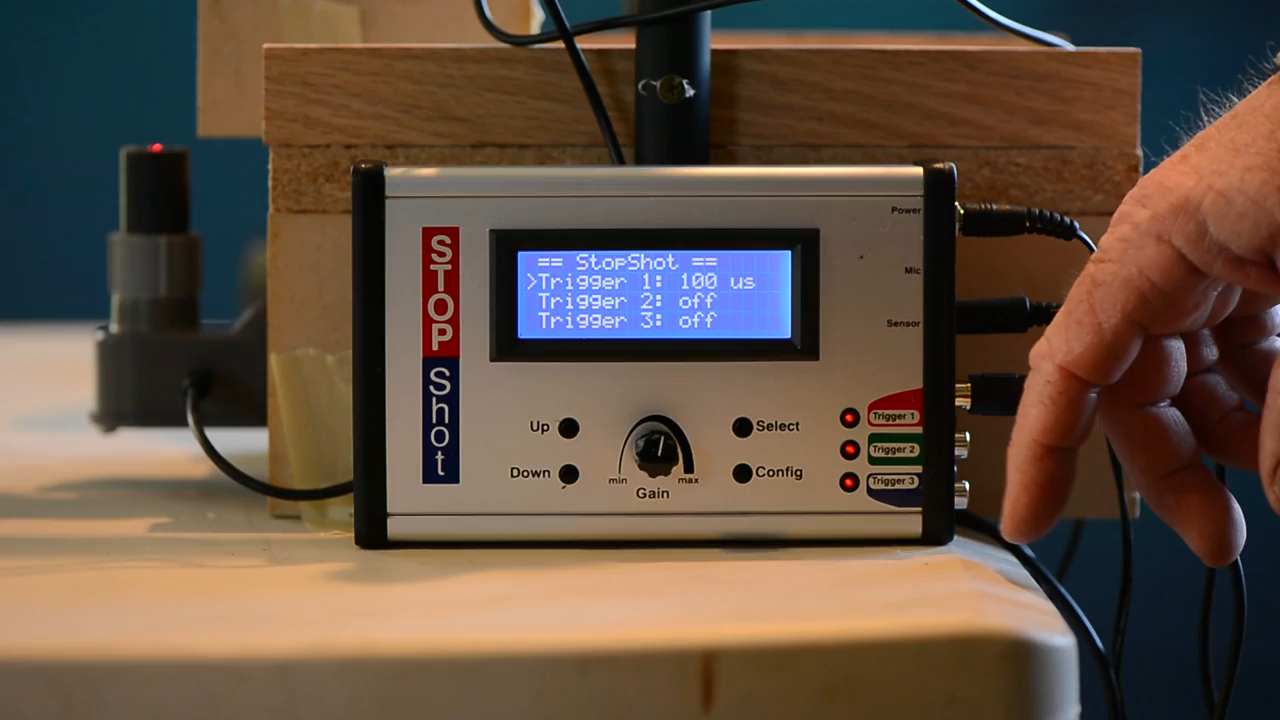 STOP Shot
== StopShot ==
>Trigger 1: 100 us
Trigger 2: off
Trigger 3: off
Power
Mic
Sensor
Up
Down
min
max
Gain
Select
Config
Trigger 1
Trigger 2
Trigger 3